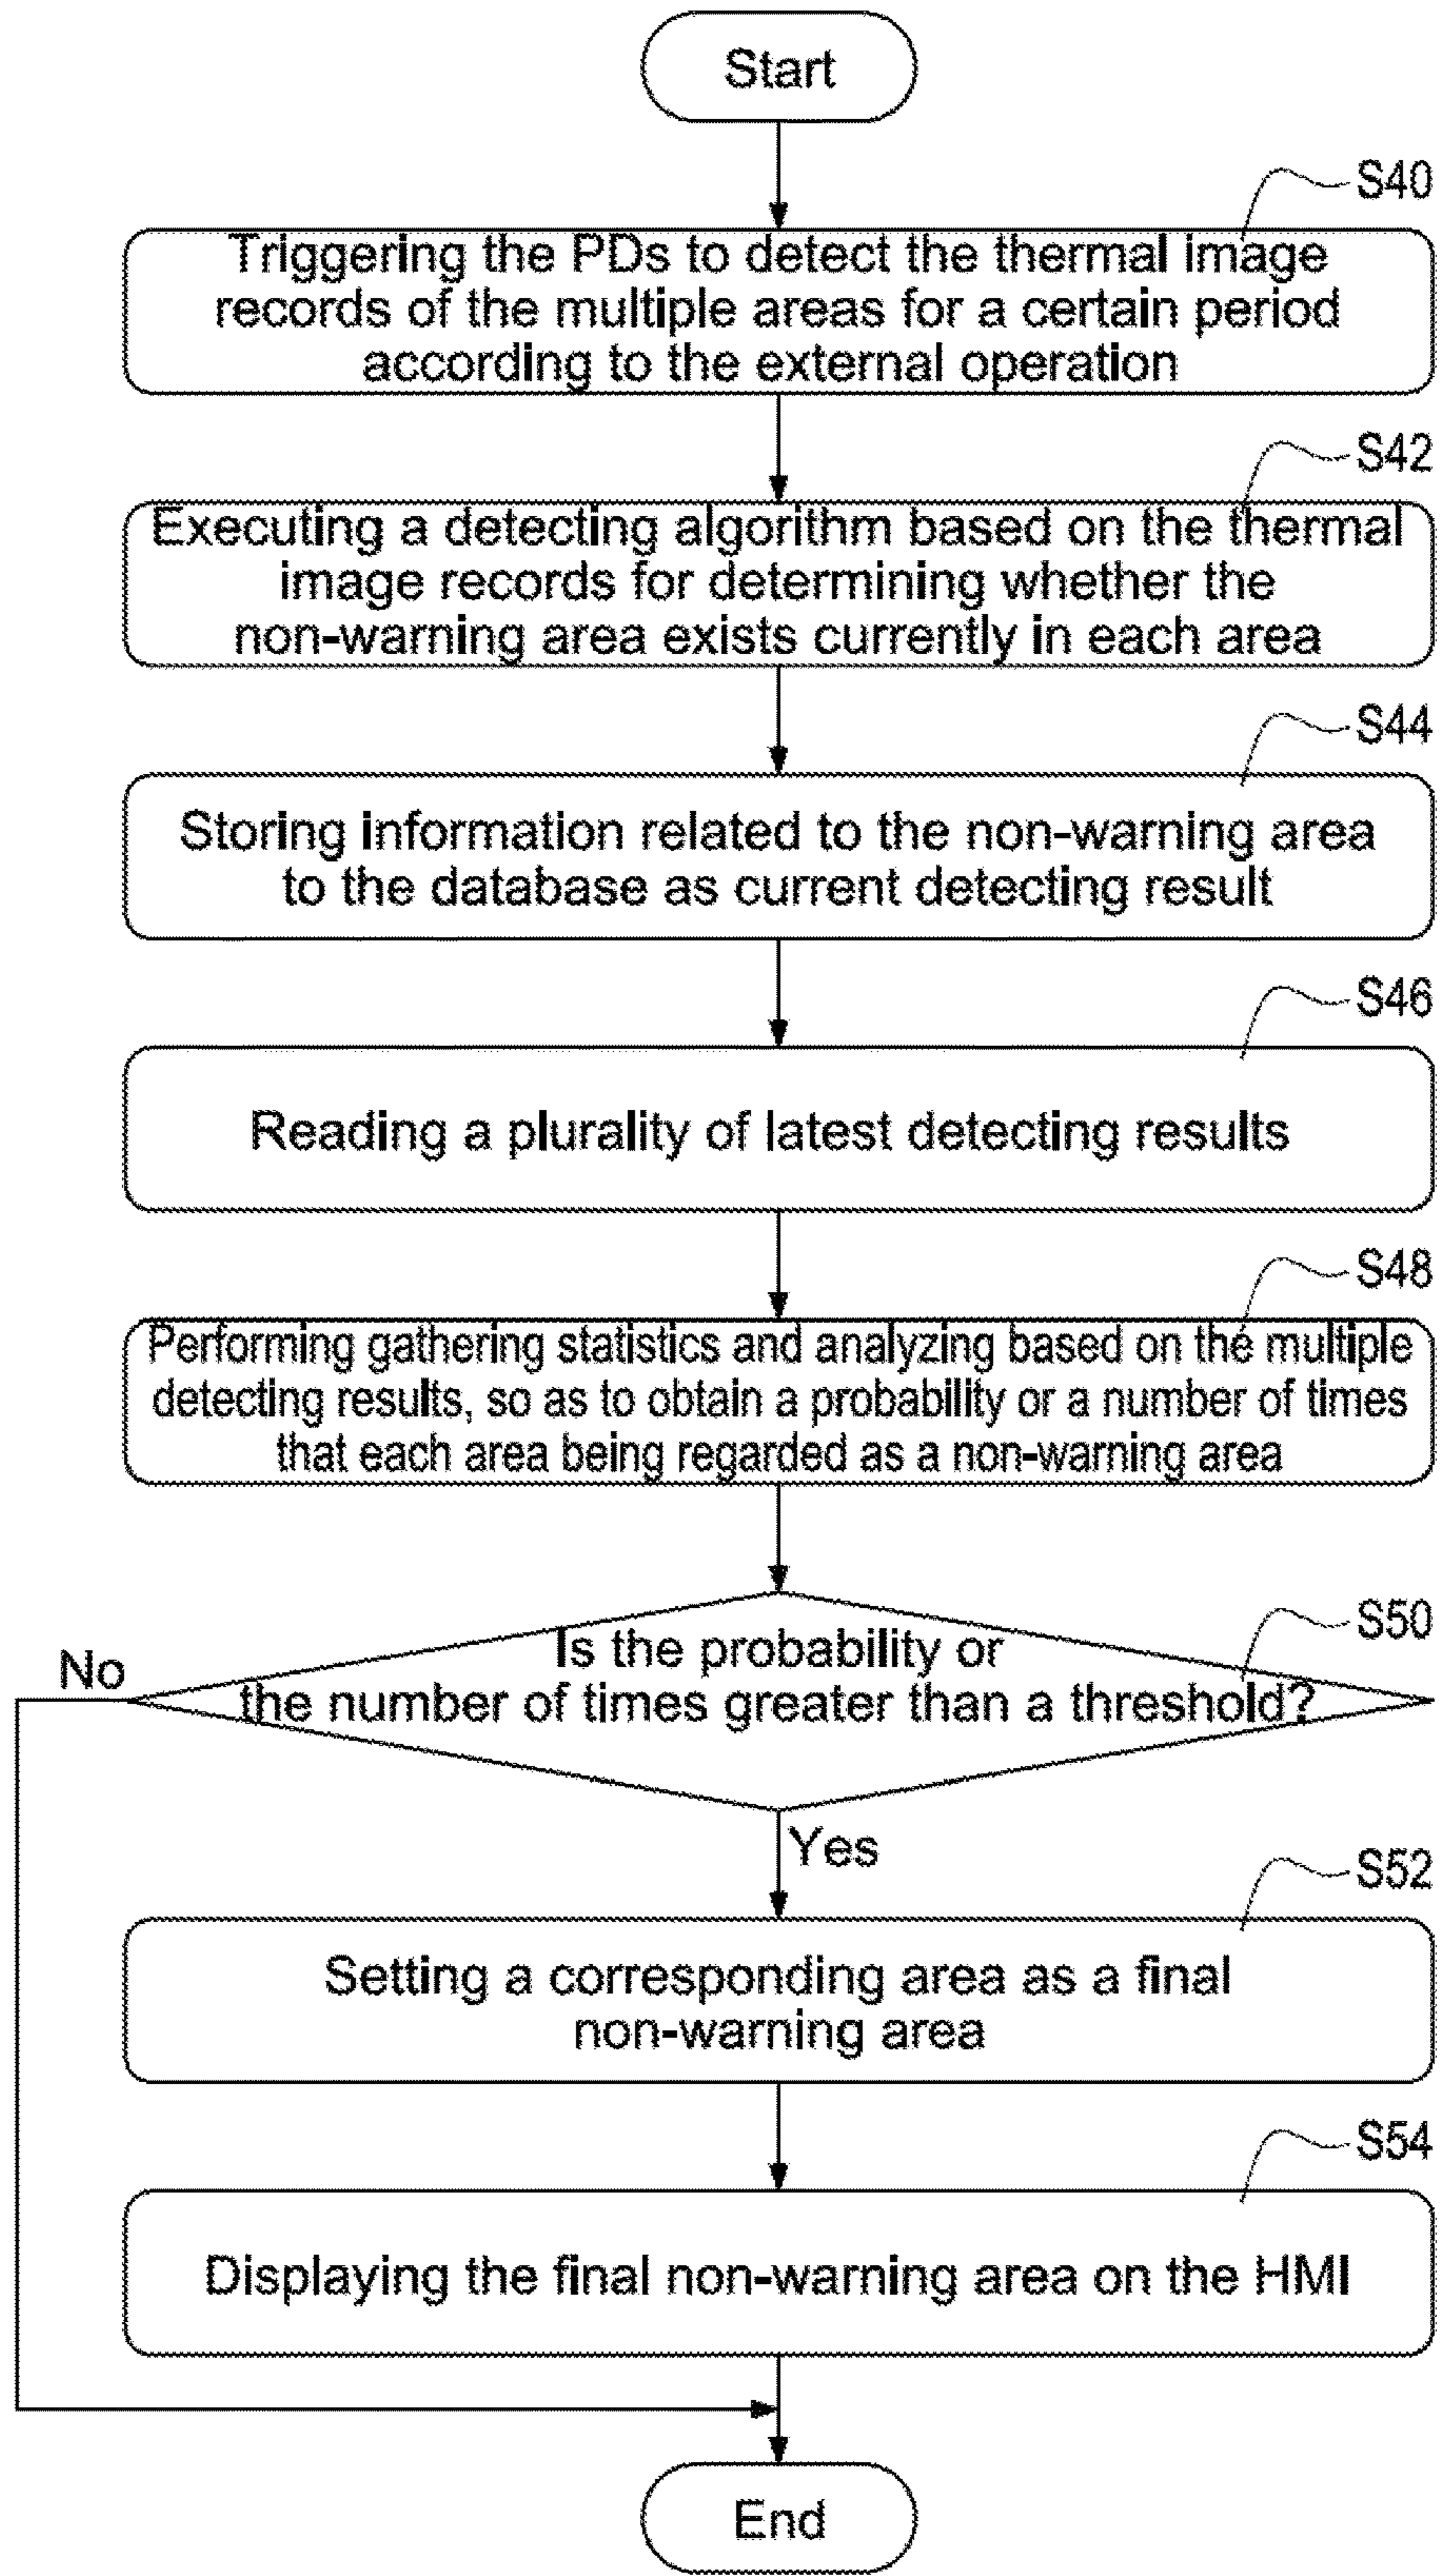 Start
S40
Triggering the PDs to detect the thermal image
records of the multiple areas for a certain period
according to the external operation
S42
Executing a detecting algorithm based on the thermal
image records for determining whether the
non-warning area exists currently in each area
S44
Storing information related to the non-warning area
to the database as current detecting result
S46
Reading a plurality of latest detecting results
S48
Performing gathering statistics and analyzing based on the multiple
detecting results, so as to obtain a probability or a number of times
that each area being regarded as a non-warning area
S50
Is the probability or
the number of times greater than a threshold?
No
Yes
S52
Setting a corresponding area as a final
non-warning area
S54
Displaying the final non-warning area on the HMI
End